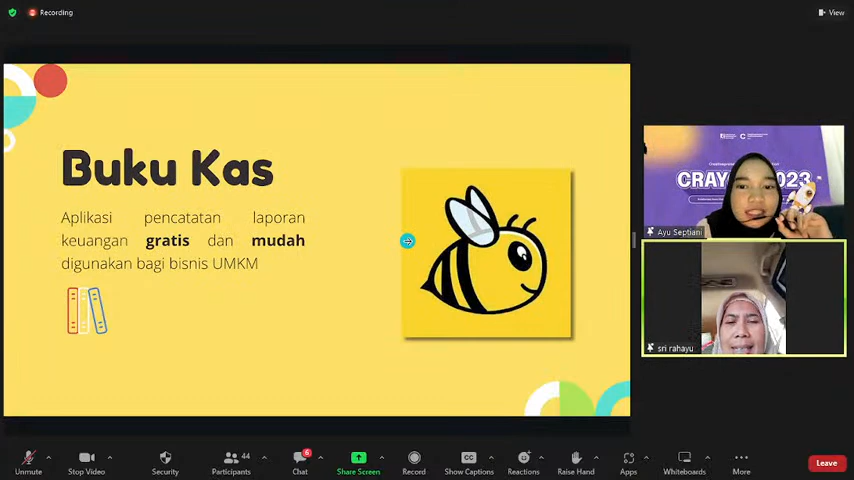 Recording
View
Buku Kas
Aplikasi pencatatan laporan
keuangan gratis dan mudah
digunakan bagi bisnis UMKM
CRAY
2023
Ayu Septiani
sri rahayu
Unmute
Stop Video
Security
44
Participants
6
Chat
Share Screen
Record
Show Captions
Reactions
Raise Hand
Apps
Whiteboards
More
Leave